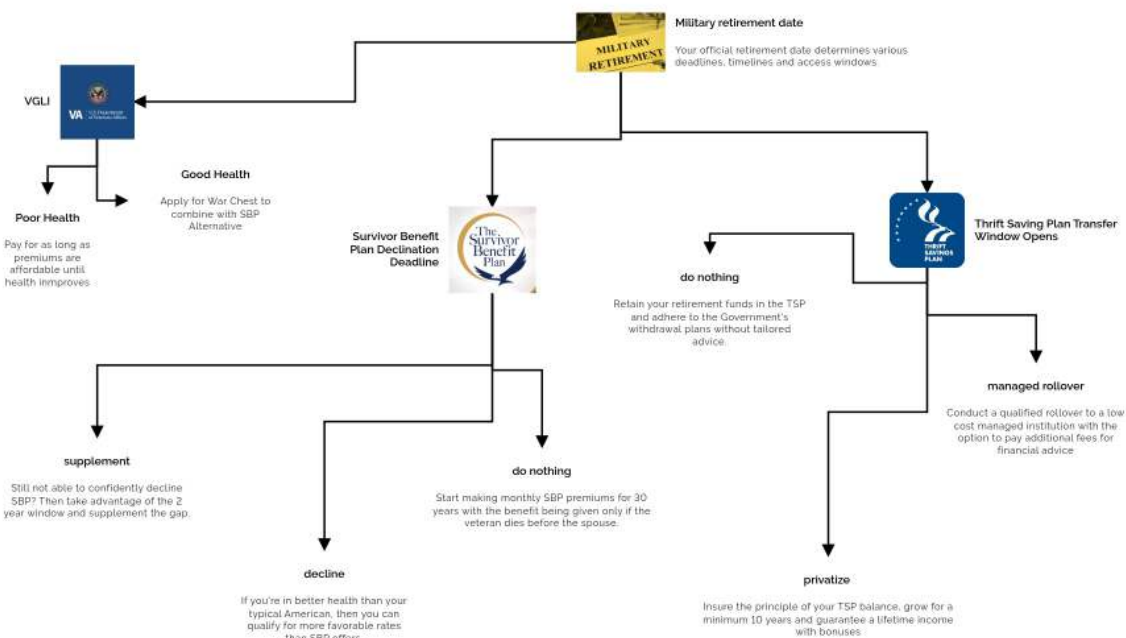 Military retirement date
MILITARY
RETIREMENT
Your official retirement date determines various
deadlines, timelines and access windows
VGLI
VA
Good Health
Apply for War Chest to
combine with SBP
Alternative
Poor Health
Pay for as long as
premiums are
affordable until
health inmproves
Survivor Benefit
Plan Declination
Deadline
The
Survivor
Benefit
Plan
THRIFT
SAVINGS
PLAN
Thrift Saving Plan Transfer
Window Opens
do nothing
Retain your retirement funds in the TSP
and adhere to the Government's
withdrawal plans without tailored
advice.
managed rollover
Conduct a qualified rollover to a low
cost managed institution with the
option to pay additional fees for
financial advice
supplement
Still not able to confidently decline
SBP? Then take advantage of the 2
year window and supplement the gap.
do nothing
Start making monthly SBP premiums for 30
years with the benefit being given only if the
veteran dies before the spouse.
decline
If you're in better health than your
typical American, then you can
qualify for more favorable rates
than SBP offers
privatize
Insure the principle of your TSP balance, grow for a
minimum 10 years and guarantee a lifetime income
with bonuses